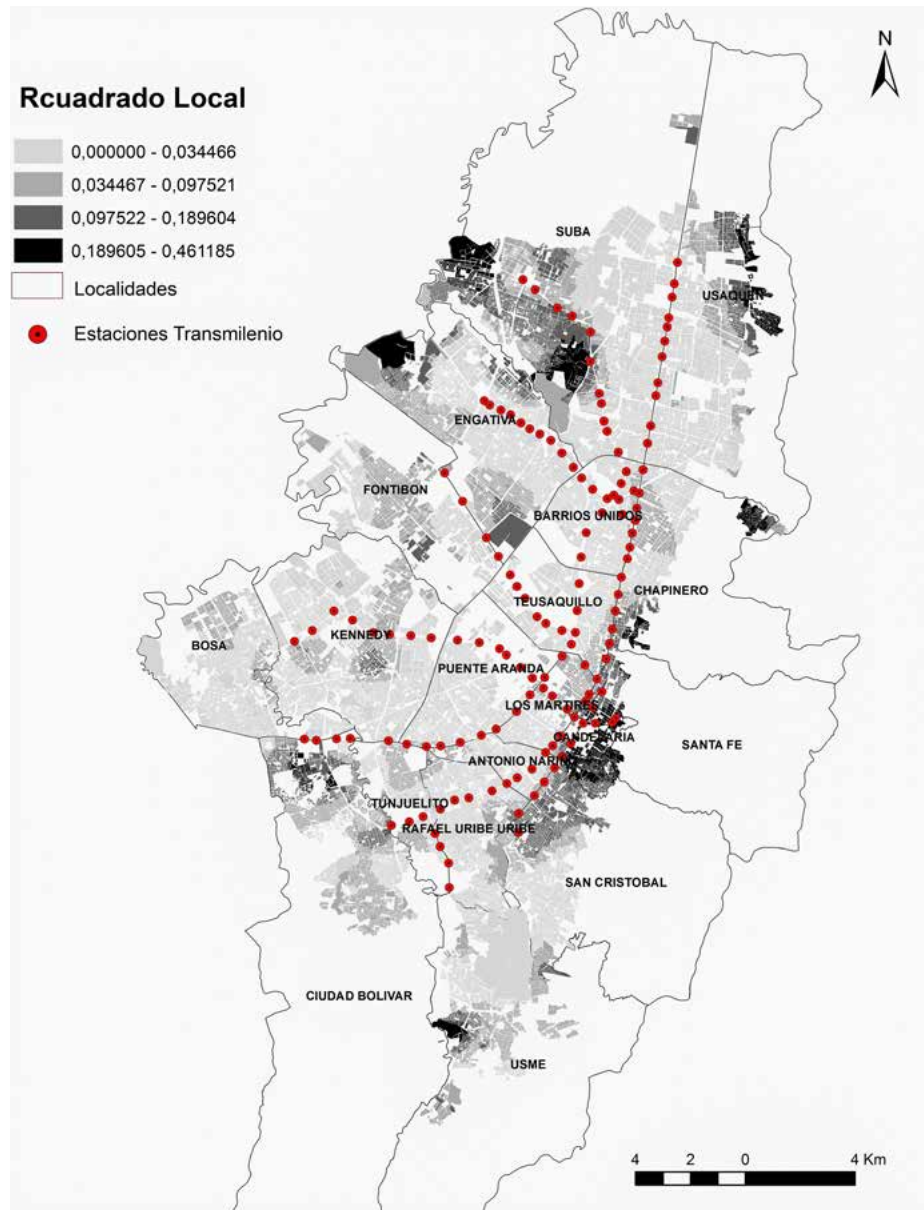 N
Rcuadrado Local
0,000000 - 0,034466
0,034467 - 0,097521
0,097522 - 0,189604
0,189605 - 0,461185
Localidades
Estaciones Transmilenio
SUBA
USAQUEN
ENGATIVA
FONTIBON
BARRIOS UNIDOS
CHAPINERO
TEUSAQUILLO
KENNEDY
BOSA
PUENTE ARANDA
LOS MARTIRES
CANDELARIA
SANTA FE
ANTONIO NARIÑO
TUNJUELITO
RAFAEL URIBE URIBE
SAN CRISTOBAL
CIUDAD BOLIVAR
USME
4 2 0 4 Km